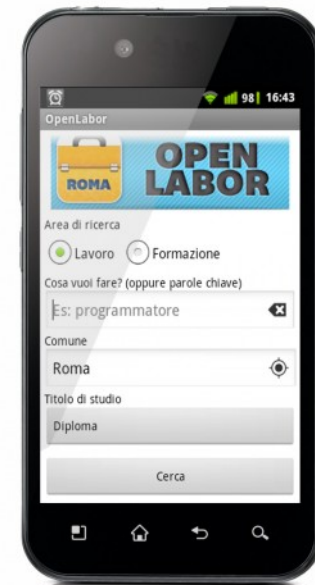 98 16:43
OpenLabor
ROMA
OPEN
LABOR
Area di ricerca
Lavoro Formazione
Cosa vuoi fare? (oppure parole chiave)
Es: programmatore
Comune
Roma
Titolo di studio
Diploma
Cerca